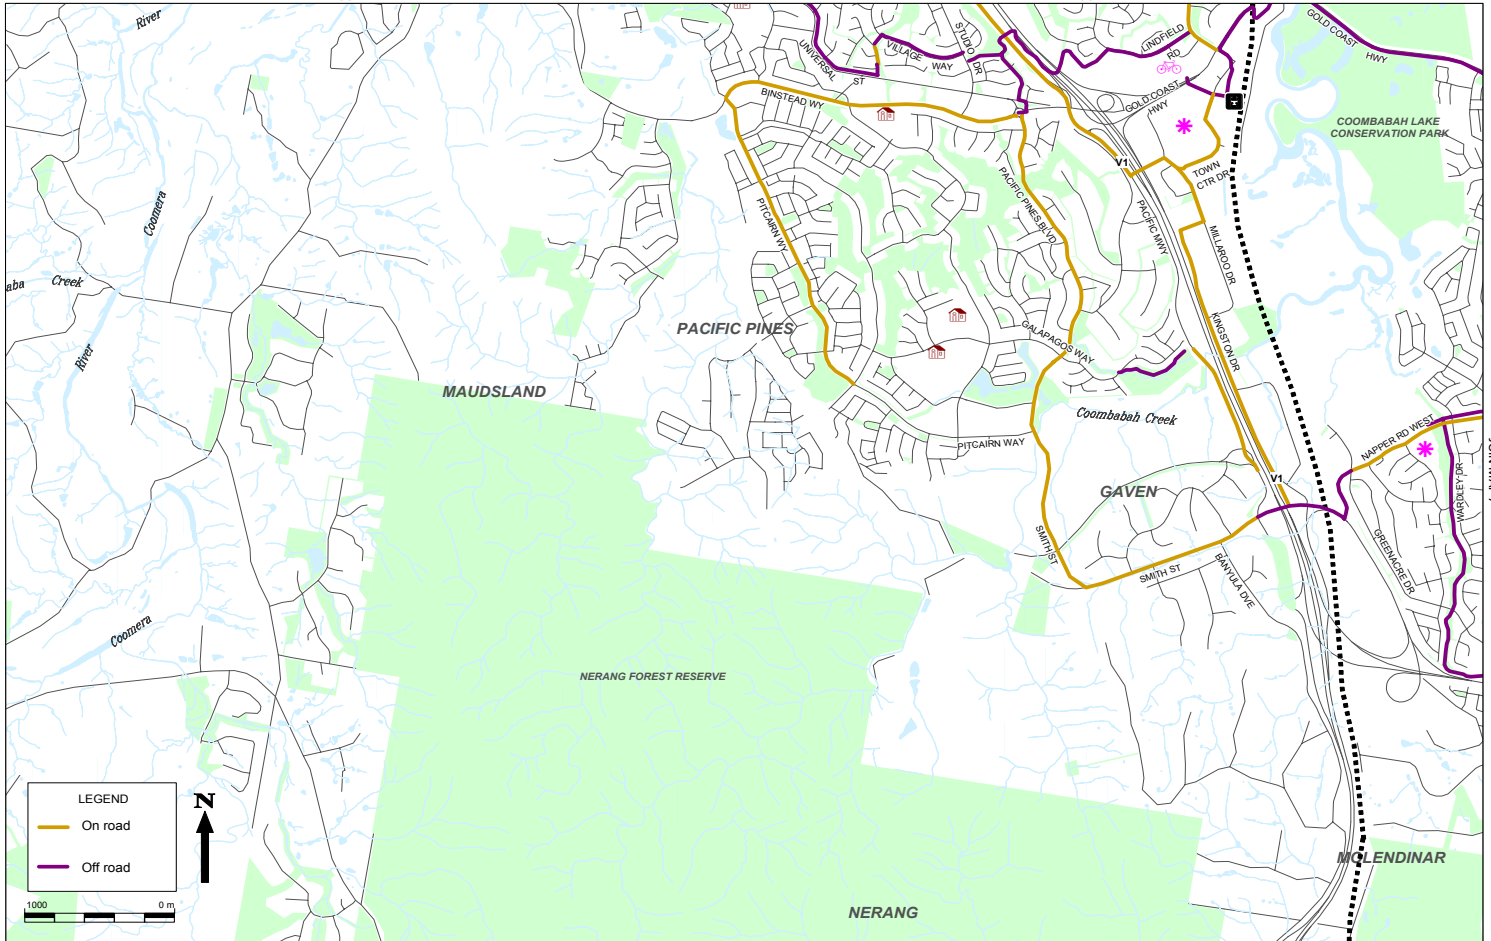 River
GOLD COAST
HWY
UNIVERSAL
ST
VILLAGE
WAY
STUDIO DR
LINDFIELD
RD
BINSTEAD WY
GOLD COAST
HWY
COOMBABAH LAKE
CONSERVATION PARK
V1
TOWN
CTR DR
Coomera
PITCAIRN WY
PACIFIC PINES BLVD
PACIFIC MWY
MILLAROO DR
aba Creek
River
PACIFIC PINES
GALAPAGOS WAY
KINGSTON DR
MAUDSLAND
Coombabah Creek
PITCAIRN WAY
NAPPER RD WEST
GAVEN
V1
WARDLEY DR
SMITH ST
SMITH ST
BANYULA DVE
GREENACRE DR
Coomera
NERANG FOREST RESERVE
LEGEND
On road
Off road
N
1000 0 m
MOLENDINAR
NERANG